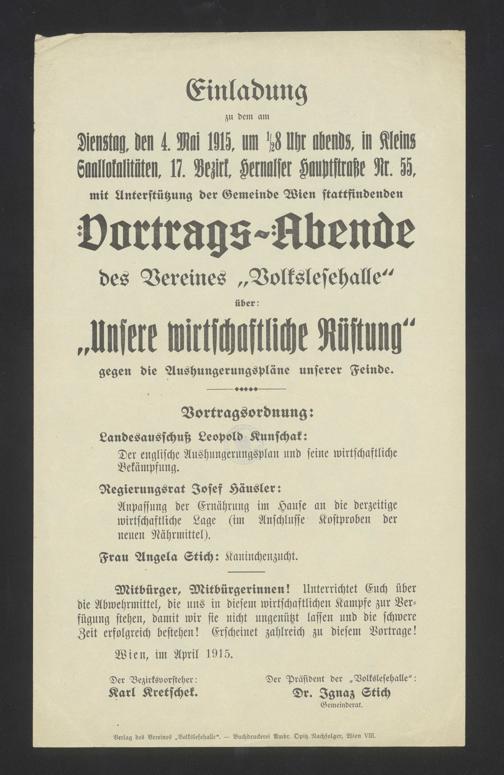 Einladung
zu dem am
Dienstag, den 4. Mai 1915, um ½8 Uhr abends, in Kleins
Saallokalitäten, 17. Bezirk, Hernalser Hauptstraße Nr. 55,
mit Unterstützung der Gemeinde Wien stattfindenden
Vortrags-Abende
des Vereines „Volkslesehalle“
über:
„Unsere wirtschaftliche Rüstung“
gegen die Aushungerungspläne unserer Feinde.
Vortragsordnung:
Landesausschuß Leopold Kunschak:
Der englische Aushungerungsplan und seine wirtschaftliche
Bekämpfung.
Regierungsrat Josef Häusler:
Anpassung der Ernährung im Hause an die derzeitige
wirtschaftliche Lage (im Anschlusse Kostproben der
neuen Nährmittel).
Frau Angela Stich: Kaninchenzucht.
Mitbürger, Mitbürgerinnen! Unterrichtet Euch über
die Abwehrmittel, die uns in diesem wirtschaftlichen Kampfe zur Ver-
fügung stehen, damit wir sie nicht ungenützt lassen und die schwere
Zeit erfolgreich bestehen! Erscheinet zahlreich zu diesem Vortrage!
Wien, im April 1915.
Der Bezirksvorsteher: Der Präsident der „Volkslesehalle“:
Karl Kretschek. Dr. Ignaz Stich
Gemeinderat.
Verlag des Vereines „Volkslesehalle“. — Buchdruckerei Ambr. Opitz Nachfolger, Wien VIII.